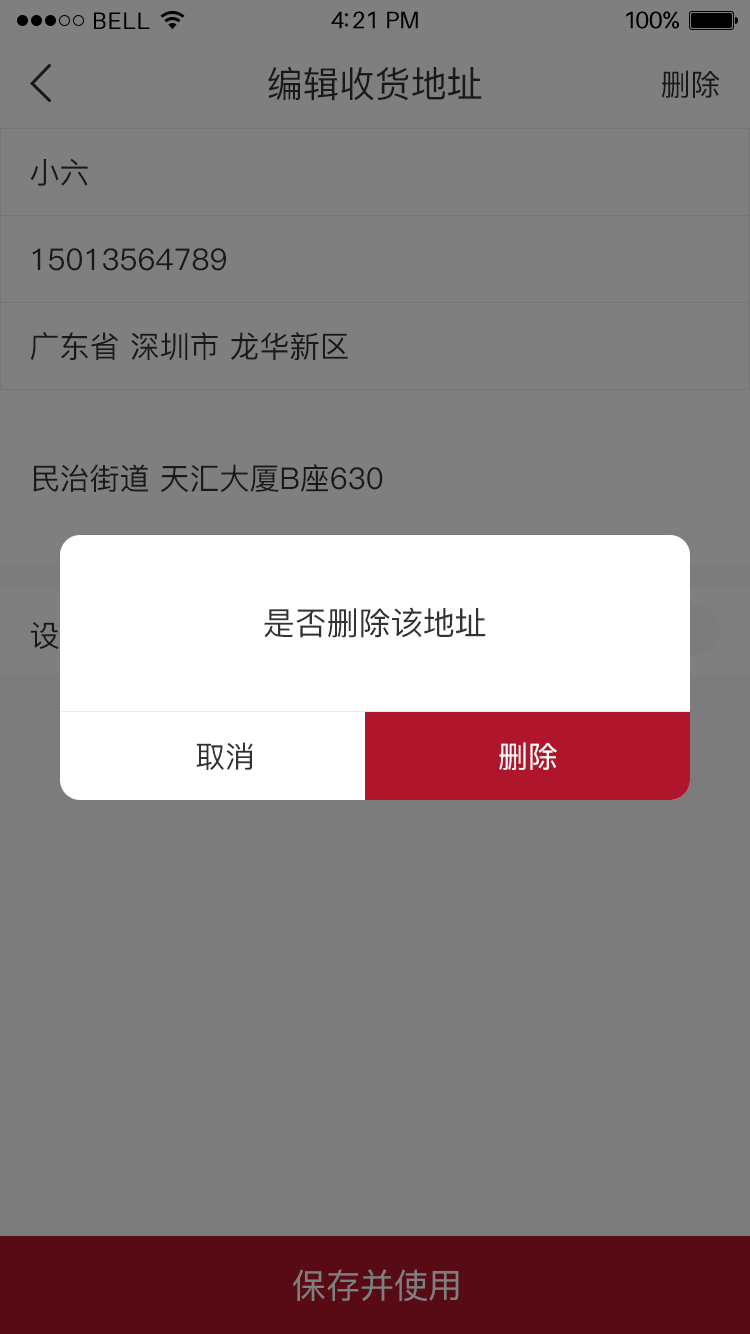 BELL 4:21 PM 100%
编辑收货地址 删除
小六
15013564789
广东省 深圳市 龙华新区
民治街道 天汇大厦B座630
设
是否删除该地址
取消 删除
保存并使用